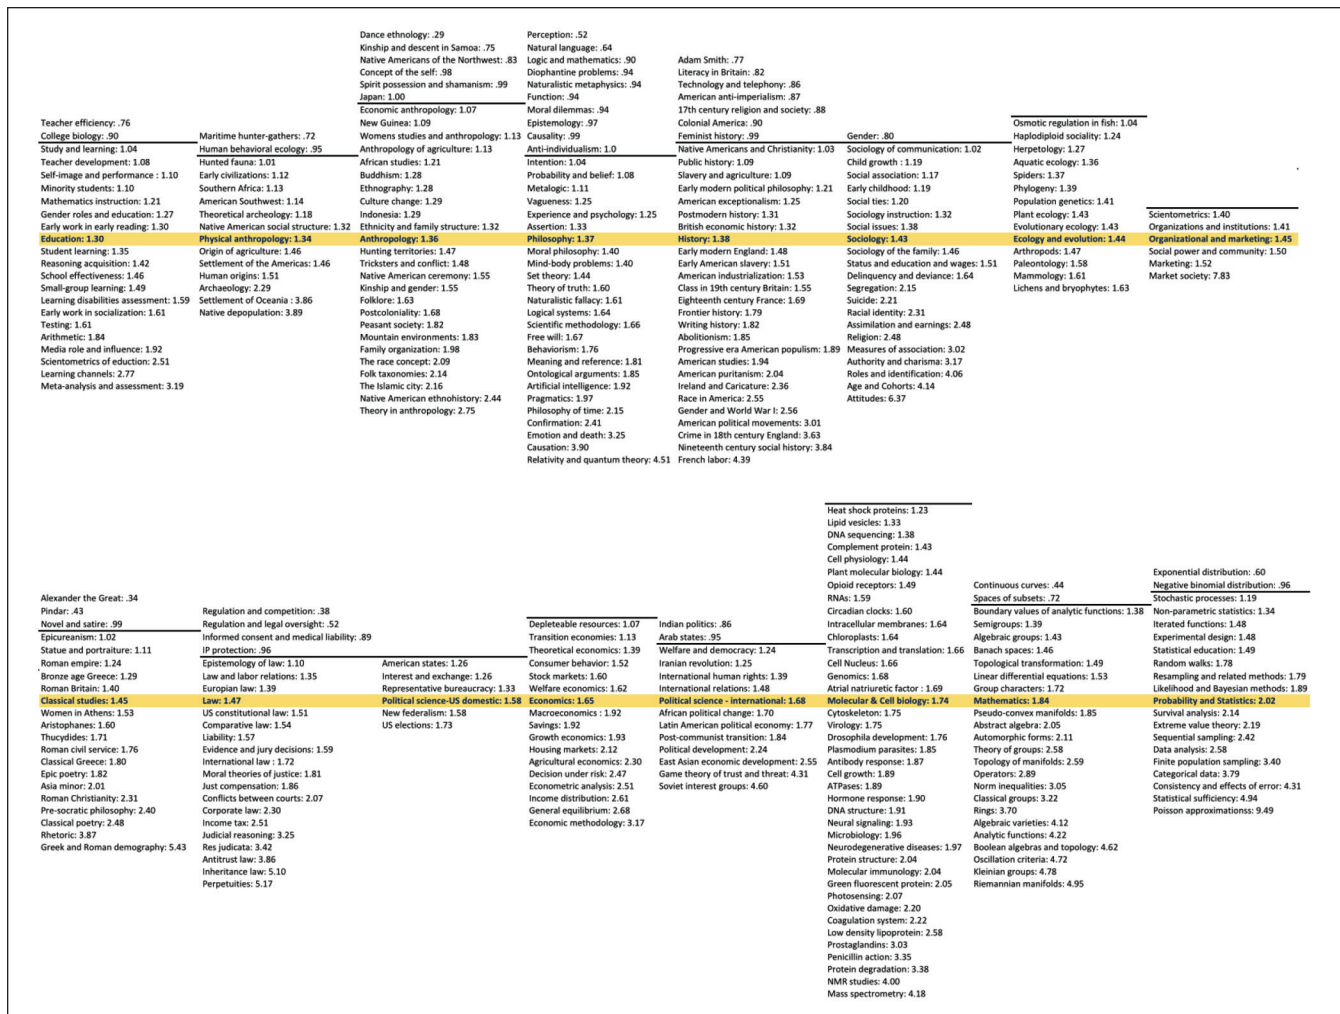 Teacher efficiency: .76
College biology: .90
Study and learning: 1.04
Teacher development: 1.08
Self-image and performance : 1.10
Minority students: 1.10
Mathematics instruction: 1.21
Gender roles and education: 1.27
Early work in early reading: 1.30
Education: 1.30
Student learning: 1.35
Reasoning acquisition: 1.42
School effectiveness: 1.46
Small-group learning: 1.49
Learning disabilities assessment: 1.59
Early work in socialization: 1.61
Testing: 1.61
Arithmetic: 1.84
Media role and influence: 1.92
Scientometrics of eduction: 2.51
Learning channels: 2.77
Meta-analysis and assessment: 3.19
Maritime hunter-gathers: .72
Human behavioral ecology: .95
Hunted fauna: 1.01
Early civilizations: 1.12
Southern Africa: 1.13
American Southwest: 1.14
Theoretical archeology: 1.18
Native American social structure: 1.32
Physical anthropology: 1.34
Origin of agriculture: 1.46
Settlement of the Americas: 1.46
Human origins: 1.51
Archaeology: 2.29
Settlement of Oceania : 3.86
Native depopulation: 3.89
Dance ethnology: .29
Kinship and descent in Samoa: .75
Native Americans of the Northwest: .83
Concept of the self: .98
Spirit possession and shamanism: .99
Japan: 1.00
Economic anthropology: 1.07
New Guinea: 1.09
Womens studies and anthropology: 1.13
Anthropology of agriculture: 1.13
African studies: 1.21
Buddhism: 1.28
Ethnography: 1.28
Culture change: 1.29
Indonesia: 1.29
Ethnicity and family structure: 1.32
Anthropology: 1.36
Hunting territories: 1.47
Tricksters and conflict: 1.48
Native American ceremony: 1.55
Kinship and gender: 1.55
Folklore: 1.63
Postcoloniality: 1.68
Peasant society: 1.82
Mountain environments: 1.83
Family organization: 1.98
The race concept: 2.09
Folk taxonomies: 2.14
The Islamic city: 2.16
Native American ethnohistory: 2.44
Theory in anthropology: 2.75
Perception: .52
Natural language: .64
Logic and mathematics: .90
Diophantine problems: .94
Naturalistic metaphysics: .94
Function: .94
Moral dilemmas: .94
Epistemology: .97
Causality: .99
Anti-individualism: 1.0
Intention: 1.04
Probability and belief: 1.08
Metalogic: 1.11
Vagueness: 1.25
Experience and psychology: 1.25
Assertion: 1.33
Philosophy: 1.37
Moral philosophy: 1.40
Mind-body problems: 1.40
Set theory: 1.44
Theory of truth: 1.60
Naturalistic fallacy: 1.61
Logical systems: 1.64
Scientific methodology: 1.66
Free will: 1.67
Behaviorism: 1.76
Meaning and reference: 1.81
Ontological arguments: 1.85
Artificial intelligence: 1.92
Pragmatics: 1.97
Philosophy of time: 2.15
Confirmation: 2.41
Emotion and death: 3.25
Causation: 3.90
Relativity and quantum theory: 4.51
Adam Smith: .77
Literacy in Britain: .82
Technology and telephony: .86
American anti-imperialism: .87
17th century religion and society: .88
Colonial America: .90
Feminist history: .99
Native Americans and Christianity: 1.03
Public history: 1.09
Slavery and agriculture: 1.09
Early modern political philosophy: 1.21
American exceptionalism: 1.25
Postmodern history: 1.31
British economic history: 1.32
History: 1.38
Early modern England: 1.48
Early American slavery: 1.51
American industrialization: 1.53
Class in 19th century Britain: 1.55
Eighteenth century France: 1.69
Frontier history: 1.79
Writing history: 1.82
Abolitionism: 1.85
Progressive era American populism: 1.89
American studies: 1.94
American puritanism: 2.04
Ireland and Caricature: 2.36
Race in America: 2.55
Gender and World War I: 2.56
American political movements: 3.01
Crime in 18th century England: 3.63
Nineteenth century social history: 3.84
French labor: 4.39
Gender: .80
Sociology of communication: 1.02
Child growth : 1.19
Social association: 1.17
Early childhood: 1.19
Social ties: 1.20
Sociology instruction: 1.32
Social issues: 1.38
Sociology: 1.43
Sociology of the family: 1.46
Status and education and wages: 1.51
Delinquency and deviance: 1.64
Segregation: 2.15
Suicide: 2.21
Racial identity: 2.31
Assimilation and earnings: 2.48
Religion: 2.48
Measures of association: 3.02
Authority and charisma: 3.17
Roles and identification: 4.06
Age and Cohorts: 4.14
Attitudes: 6.37
Osmotic regulation in fish: 1.04
Haplodiploid sociality: 1.24
Herpetology: 1.27
Aquatic ecology: 1.36
Spiders: 1.37
Phylogeny: 1.39
Population genetics: 1.41
Plant ecology: 1.43
Evolutionary ecology: 1.43
Ecology and evolution: 1.44
Arthropods: 1.47
Paleontology: 1.58
Mammology: 1.61
Lichens and bryophytes: 1.63
Scientometrics: 1.40
Organizations and institutions: 1.41
Organizational and marketing: 1.45
Social power and community: 1.50
Marketing: 1.52
Market society: 7.83
Alexander the Great: .34
Pindar: .43
Novel and satire: .99
Epicureanism: 1.02
Statue and portraiture: 1.11
Roman empire: 1.24
Bronze age Greece: 1.29
Roman Britain: 1.40
Classical studies: 1.45
Women in Athens: 1.53
Aristophanes: 1.60
Thucydides: 1.71
Roman civil service: 1.76
Classical Greece: 1.80
Epic poetry: 1.82
Asia minor: 2.01
Roman Christianity: 2.31
Pre-socratic philosophy: 2.40
Classical poetry: 2.48
Rhetoric: 3.87
Greek and Roman demography: 5.43
Regulation and competition: .38
Regulation and legal oversight: .52
Informed consent and medical liability: .89
IP protection: .96
Epistemology of law: 1.10
Law and labor relations: 1.35
Europian law: 1.39
Law: 1.47
US constitutional law: 1.51
Comparative law: 1.54
Liability: 1.57
Evidence and jury decisions: 1.59
International law : 1.72
Moral theories of justice: 1.81
Just compensation: 1.86
Conflicts between courts: 2.07
Corporate law: 2.30
Income tax: 2.51
Judicial reasoning: 3.25
Res judicata: 3.42
Antitrust law: 3.86
Inheritance law: 5.10
Perpetuities: 5.17
American states: 1.26
Interest and exchange: 1.26
Representative bureaucracy: 1.33
Political science-US domestic: 1.58
New federalism: 1.58
US elections: 1.73
Depleteable resources: 1.07
Transition economies: 1.13
Theoretical economics: 1.39
Consumer behavior: 1.52
Stock markets: 1.60
Welfare economics: 1.62
Economics: 1.65
Macroeconomics : 1.92
Savings: 1.92
Growth economics: 1.93
Housing markets: 2.12
Agricultural economics: 2.30
Decision under risk: 2.47
Econometric analysis: 2.51
Income distribution: 2.61
General equilibrium: 2.68
Economic methodology: 3.17
Indian politics: .86
Arab states: .95
Welfare and democracy: 1.24
Iranian revolution: 1.25
International human rights: 1.39
International relations: 1.48
Political science - international: 1.68
African political change: 1.70
Latin American political economy: 1.77
Post-communist transition: 1.84
Political development: 2.24
East Asian economic development: 2.55
Game theory of trust and threat: 4.31
Soviet interest groups: 4.60
Heat shock proteins: 1.23
Lipid vesicles: 1.33
DNA sequencing: 1.38
Complement protein: 1.43
Cell physiology: 1.44
Plant molecular biology: 1.44
Opioid receptors: 1.49
RNAs: 1.59
Circadian clocks: 1.60
Intracellular membranes: 1.64
Chloroplasts: 1.64
Transcription and translation: 1.66
Cell Nucleus: 1.66
Genomics: 1.68
Atrial natriuretic factor : 1.69
Molecular & Cell biology: 1.74
Cytoskeleton: 1.75
Virology: 1.75
Drosophila development: 1.76
Plasmodium parasites: 1.85
Antibody response: 1.87
Cell growth: 1.89
ATPases: 1.89
Hormone response: 1.90
DNA structure: 1.91
Neural signaling: 1.93
Microbiology: 1.96
Neurodegenerative diseases: 1.97
Protein structure: 2.04
Molecular immunology: 2.04
Green fluorescent protein: 2.05
Photosensing: 2.07
Oxidative damage: 2.20
Coagulation system: 2.22
Low density lipoprotein: 2.58
Prostaglandins: 3.03
Penicillin action: 3.35
Protein degradation: 3.38
NMR studies: 4.00
Mass spectrometry: 4.18
Continuous curves: .44
Spaces of subsets: .72
Boundary values of analytic functions: 1.38
Semigroups: 1.39
Algebraic groups: 1.43
Banach spaces: 1.46
Topological transformation: 1.49
Linear differential equations: 1.53
Group characters: 1.72
Mathematics: 1.84
Pseudo-convex manifolds: 1.85
Abstract algebra: 2.05
Automorphic forms: 2.11
Theory of groups: 2.58
Topology of manifolds: 2.59
Operators: 2.89
Norm inequalities: 3.05
Classical groups: 3.22
Rings: 3.70
Algebraic varieties: 4.12
Analytic functions: 4.22
Boolean algebras and topology: 4.62
Oscillation criteria: 4.72
Kleinian groups: 4.78
Riemannian manifolds: 4.95
Exponential distribution: .60
Negative binomial distribution: .96
Stochastic processes: 1.19
Non-parametric statistics: 1.34
Iterated functions: 1.48
Experimental design: 1.48
Statistical education: 1.49
Random walks: 1.78
Resampling and related methods: 1.79
Likelihood and Bayesian methods: 1.89
Probability and Statistics: 2.02
Survival analysis: 2.14
Extreme value theory: 2.19
Sequential sampling: 2.42
Data analysis: 2.58
Finite population sampling: 3.40
Categorical data: 3.79
Consistency and effects of error: 4.31
Statistical sufficiency: 4.94
Poisson approximationss: 9.49